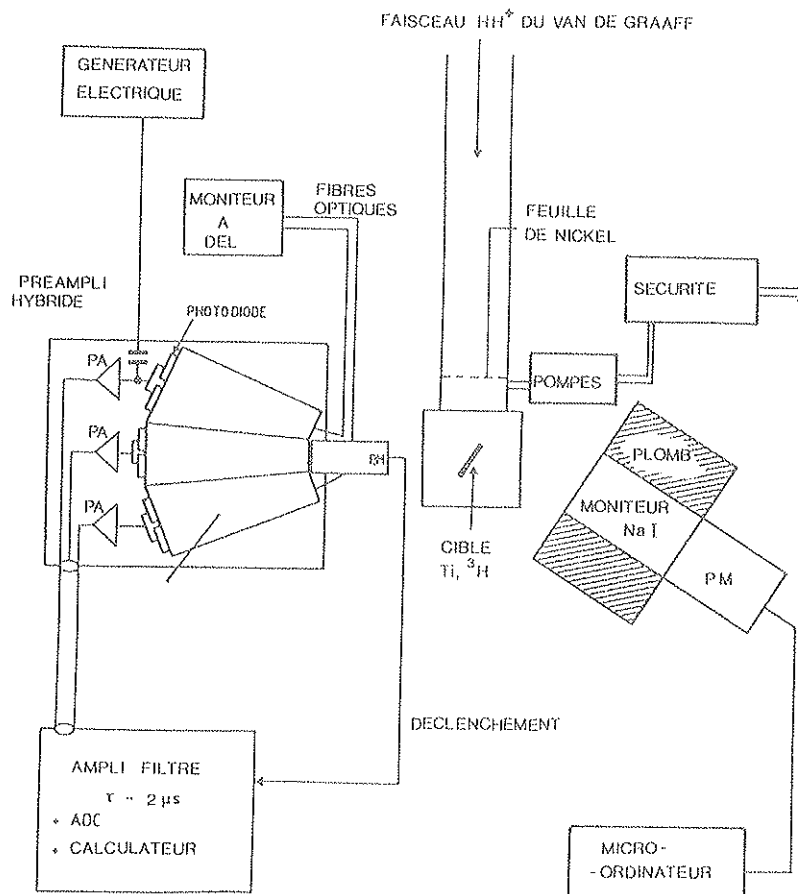 FAISCEAU HH⁺ DU VAN DE GRAAFF
GENERATEUR
ELECTRIQUE
MONITEUR
A
DEL
FIBRES
OPTIQUES
FEUILLE
DE NICKEL
SECURITE
PREAMPLI
HYBRIDE
PHOTODIODE
PA
POMPES
PA
PLOMB
MONITEUR
NaI
PA
CIBLE
Ti, ³H
PM
DECLENCHEMENT
AMPLI FILTRE
τ ~ 2 µs
+ ADC
+ CALCULATEUR
MICRO-
-ORDINATEUR